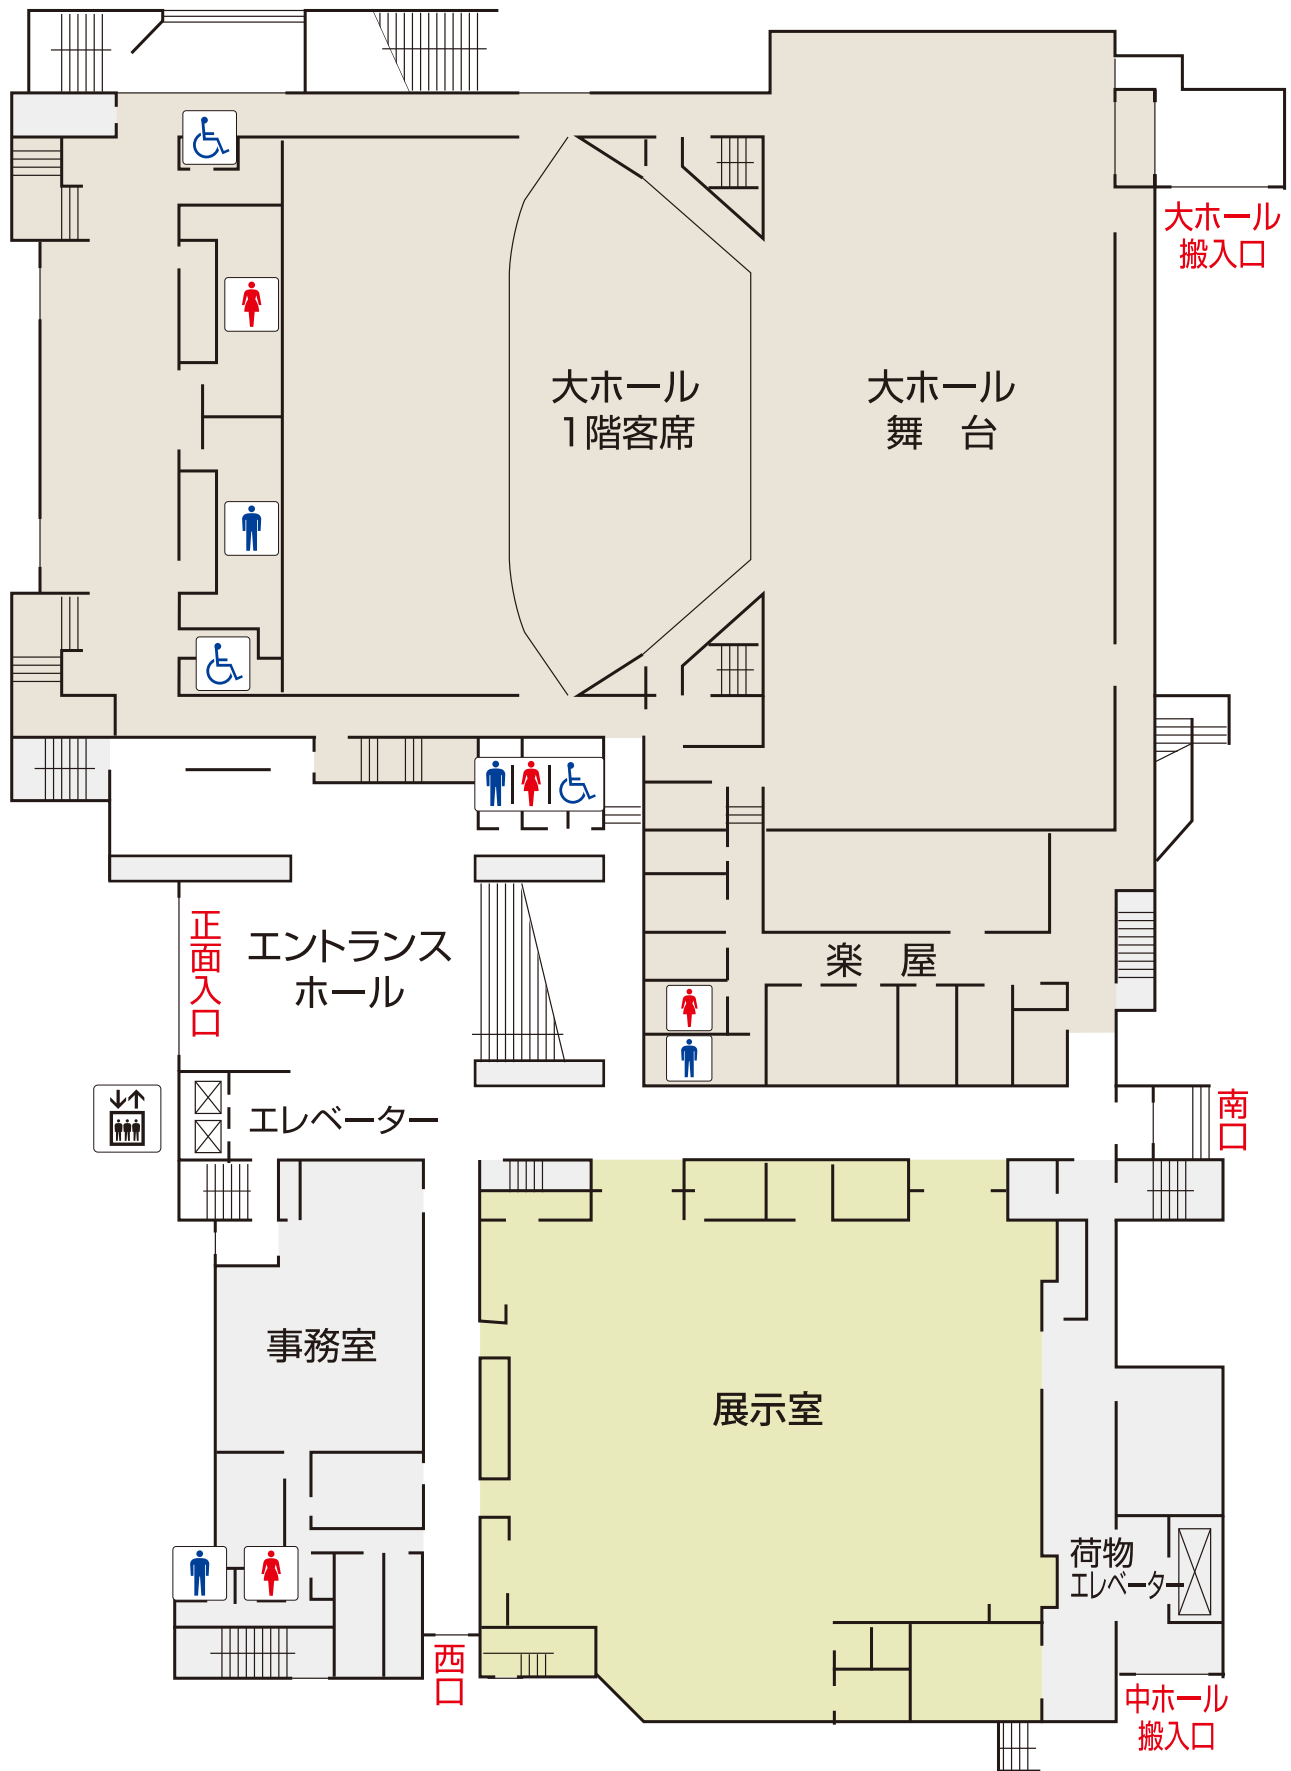 大ホール
搬入口
大ホール
1階客席
大ホール
舞　台
正面入口
エントランス
ホール
楽　屋
エレベーター
南口
事務室
展示室
荷物
エレベーター
西口
中ホール
搬入口